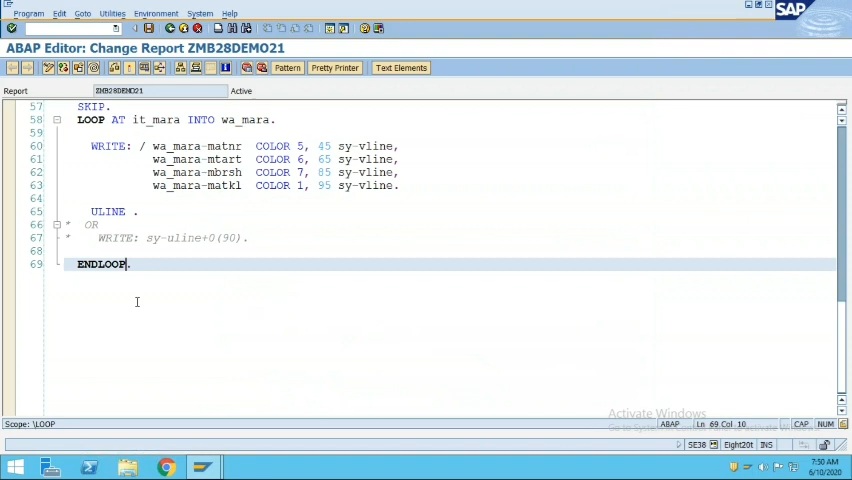 Program Edit Goto Utilities Environment System Help
SAP
ABAP Editor: Change Report ZMB28DEMO21
Pattern Pretty Printer Text Elements
Report ZMB28DEMO21 Active
57 SKIP.
58 LOOP AT it_mara INTO wa_mara.
59
60 WRITE: / wa_mara-matnr COLOR 5, 45 sy-vline,
61 wa_mara-mtart COLOR 6, 65 sy-vline,
62 wa_mara-mbrsh COLOR 7, 85 sy-vline,
63 wa_mara-matkl COLOR 1, 95 sy-vline.
64
65 ULINE .
66 * OR
67 * WRITE: sy-uline+0(90).
68
69 ENDLOOP.
Activate Windows
Scope: \LOOP ABAP Ln 69 Col 10 CAP NUM
SE38 Eight20t INS
7:50 AM
6/10/2020